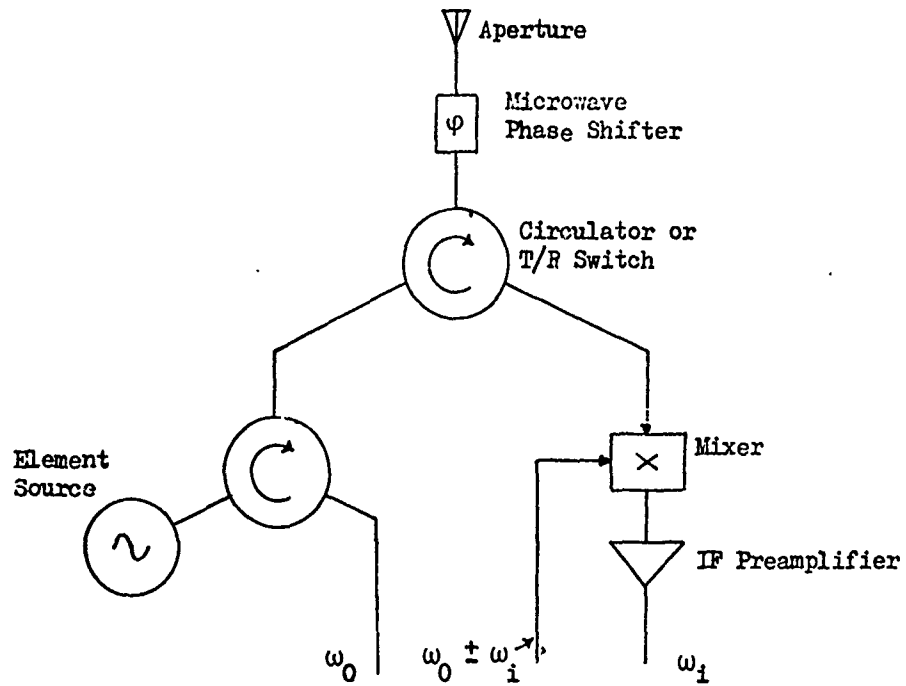 Aperture
Microwave
Phase Shifter
φ
Circulator or
T/R Switch
Element
Source
Mixer
×
IF Preamplifier
ω₀
ω₀ ± ωᵢ
ωᵢ